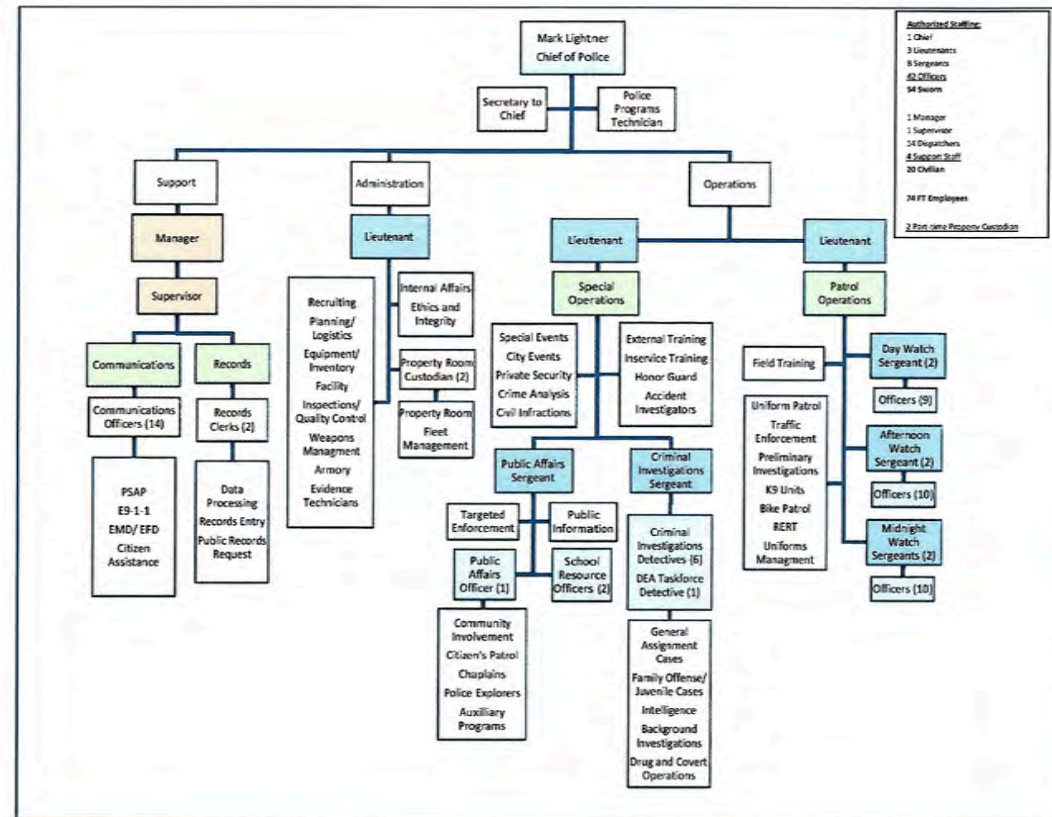 Mark Lightner
Chief of Police
Secretary to
Chief
Police
Programs
Technician
Authorized Staffing:
1 Chief
3 Lieutenants
8 Sergeants
42 Officers
54 Sworn
1 Manager
1 Supervisor
14 Dispatchers
4 Support Staff
20 Civilian
74 FT Employees
2 Part-time Property Custodian
Support
Manager
Supervisor
Communications
Communications
Officers (14)
PSAP
E9-1-1
EMD/ EFD
Citizen
Assistance
Records
Records
Clerks (2)
Data
Processing
Records Entry
Public Records
Request
Administration
Lieutenant
Recruiting
Planning/
Logistics
Equipment/
Inventory
Facility
Inspections/
Quality Control
Weapons
Managment
Armory
Evidence
Technicians
Internal Affairs
Ethics and
Integrity
Property Room
Custodian (2)
Property Room
Fleet
Management
Operations
Lieutenant
Special
Operations
Special Events
City Events
Private Security
Crime Analysis
Civil Infractions
External Training
Inservice Training
Honor Guard
Accident
Investigators
Public Affairs
Sergeant
Targeted
Enforcement
Public
Information
Public
Affairs
Officer (1)
School
Resource
Officers (2)
Community
Involvement
Citizen's Patrol
Chaplains
Police Explorers
Auxilliary
Programs
Criminal
Investigations
Sergeant
Criminal
Investigations
Detectives (6)
DEA Taskforce
Detective (1)
General
Assignment
Cases
Family Offense/
Juvenile Cases
Intelligence
Background
Investigations
Drug and Covert
Operations
Lieutenant
Patrol
Operations
Field Training
Uniform Patrol
Traffic
Enforcement
Preliminary
Investigations
K9 Units
Bike Patrol
RERT
Uniforms
Managment
Day Watch
Sergeant (2)
Officers (9)
Afternoon
Watch
Sergeant (2)
Officers (10)
Midnight
Watch
Sergeants (2)
Officers (10)